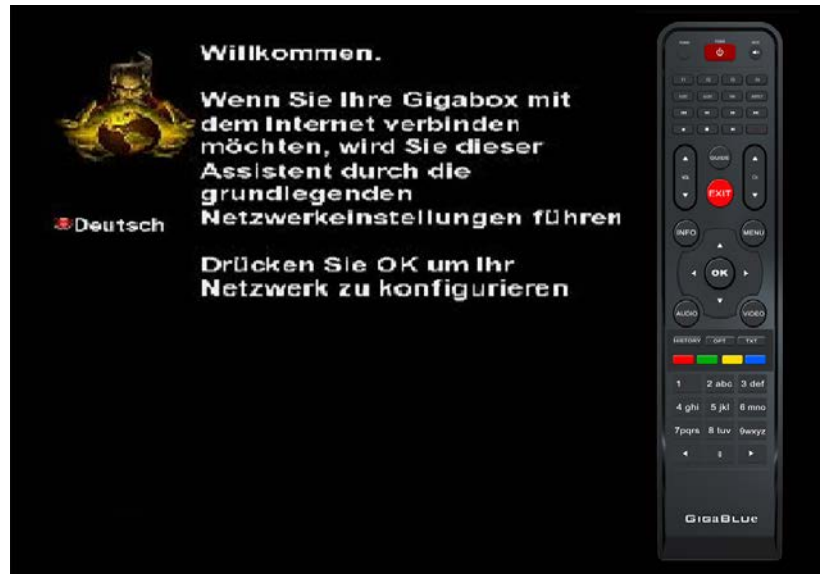 Willkommen.
Wenn Sie Ihre Gigabox mit
dem Internet verbinden
möchten, wird Sie dieser
Assistent durch die
grundlegenden
Netzwerkeinstellungen führen
Drücken Sie OK um Ihr
Netzwerk zu konfigurieren
Deutsch
GUIDE
EXIT
INFO
MENU
OK
AUDIO
VIDEO
HISTORY OPT TXT
1 2 abc 3 def
4 ghi 5 jkl 6 mno
7pqrs 8 tuv 9wxyz
0
GIGABLUE